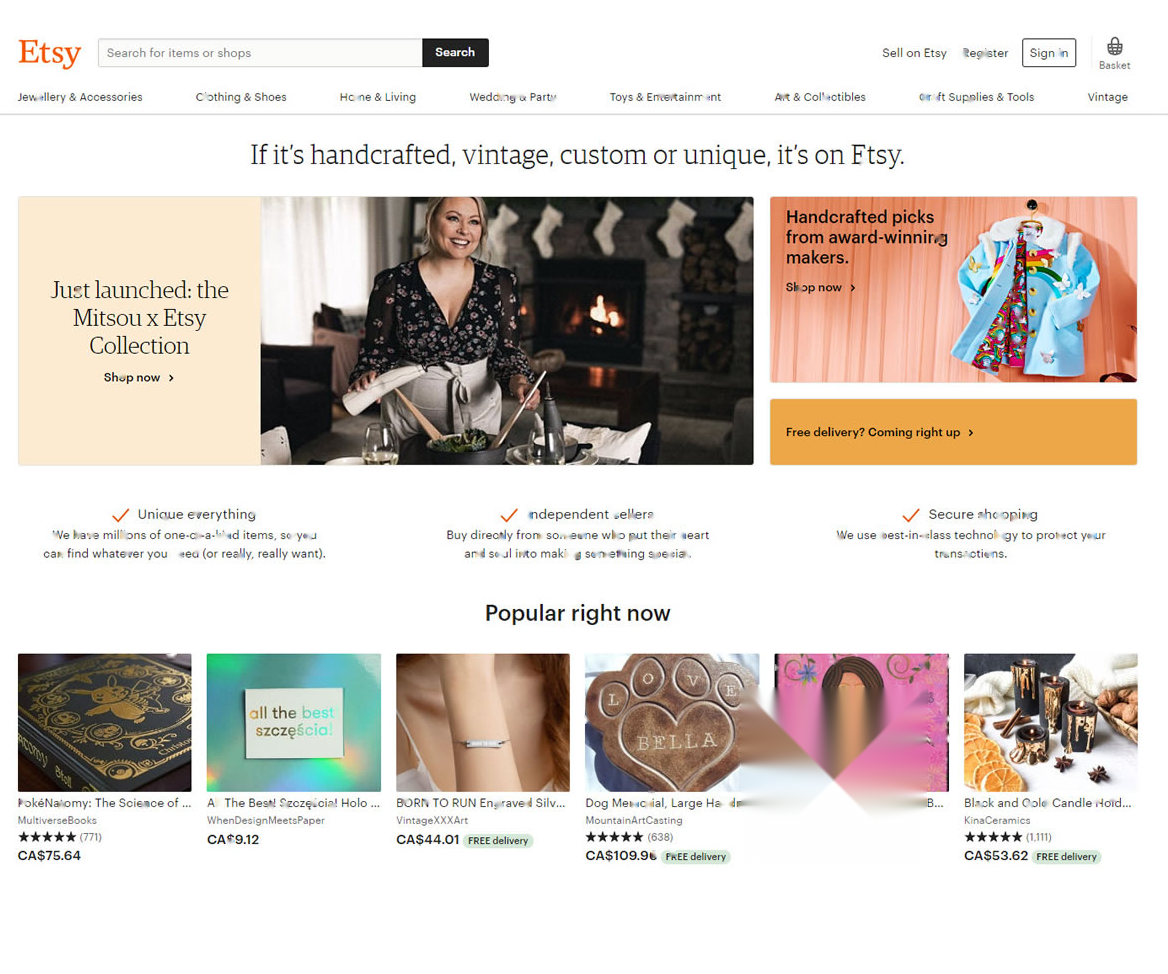 Etsy
Search for items or shops
Search
Sell on Etsy
Register
Sign in
Basket
Jewellery & Accessories
Clothing & Shoes
Home & Living
Wedding & Party
Toys & Entertainment
Art & Collectibles
Craft Supplies & Tools
Vintage
If it's handcrafted, vintage, custom or unique, it's on Etsy.
Just launched: the
Mitsou x Etsy
Collection
Shop now
Handcrafted picks
from award-winning
makers.
Shop now
Free delivery? Coming right up
Unique everything
We have millions of one-of-a-kind items, so you
can find whatever you need (or really, really want).
Independent sellers
Buy directly from someone who put their heart
and soul into making something special.
Secure shopping
We use best-in-class technology to protect your
transactions.
Popular right now
all the best
szczęścia!
LOVE
BELLA
PokéNatomy: The Science of ...
MultiverseBooks
(771)
CA$75.64
All The Best! Szczęścia! Holo ...
WhenDesignMeetsPaper
CA$9.12
BORN TO RUN Engraved Silv...
VintageXXXArt
CA$44.01 FREE delivery
Dog Memorial, Large
MountainArtCasting
(638)
CA$109.96 FREE delivery
B...
Black and Gold Candle Hold...
KinaCeramics
(1,111)
CA$53.62 FREE delivery